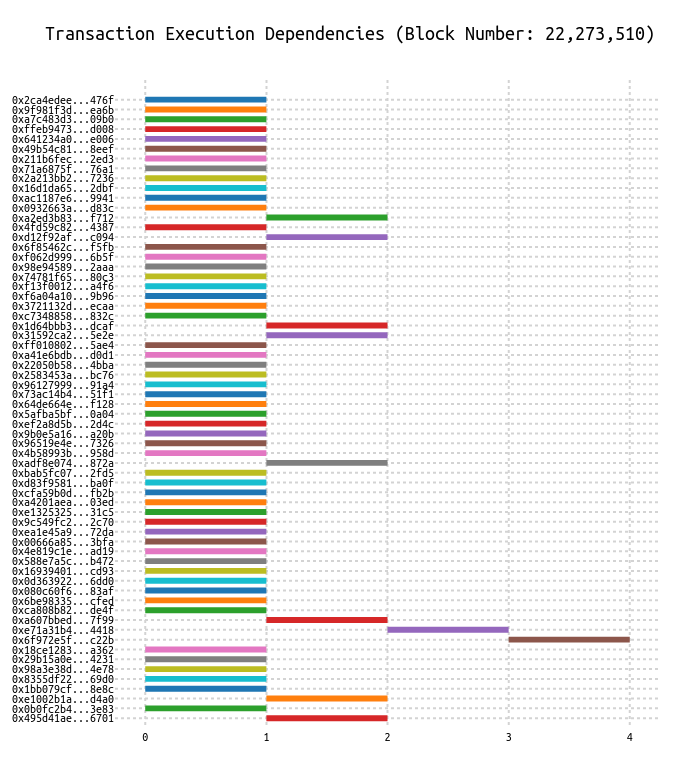 Transaction Execution Dependencies (Block Number: 22,273,510)
0x2ca4edee...476f
0x9f981f3d...ea6b
0xa7c483d3...09b0
0xffeb9473...d008
0x641234a0...e006
0x49b54c81...8eef
0x211b6fec...2ed3
0x71a6875f...76a1
0x2a213bb2...7236
0x16d1da65...2dbf
0xac1187e6...9941
0x0932663a...d83c
0xa2ed3b83...f712
0x4fd59c82...4387
0xd12f92af...c094
0x6f85462c...f5fb
0xf062d999...6b5f
0x98e94589...2aaa
0x74781f65...80c3
0xf13f0012...a4f6
0xf6a04a10...9b96
0x3721132d...ecaa
0xc7348858...832c
0x1d64bbb3...dcaf
0x31592ca2...5e2e
0xff010802...5ae4
0xa41e6bdb...d0d1
0x22050b58...4bba
0x2583453a...bc76
0x96127999...91a4
0x73ac14b4...51f1
0x64de664e...f128
0x5afba5bf...0a04
0xef2a8d5b...2d4c
0x9b0e5a16...a20b
0x96519e4e...7326
0x4b58993b...958d
0xadf8e074...872a
0xbab5fc07...2fd5
0xd83f9581...ba0f
0xcfa59b0d...fb2b
0xa4201aea...03ed
0xe1325325...31c5
0x9c549fc2...2c70
0xea1e45a9...72da
0x00666a85...3bfa
0x4e819c1e...ad19
0x588e7a5c...b472
0x16939401...cd93
0x0d363922...6dd0
0x080c60f6...83af
0x6be98335...cfed
0xca808b82...de4f
0xa607bbed...7f99
0xe71a31b4...4418
0x6f972e5f...c22b
0x18ce1283...a362
0x29b15a0e...4231
0x98a3e38d...4e78
0x8355df22...69d0
0x1bb079cf...8e8c
0xe1002b1a...d4a0
0x0b0fc2b4...3e83
0x495d41ae...6701
0 1 2 3 4